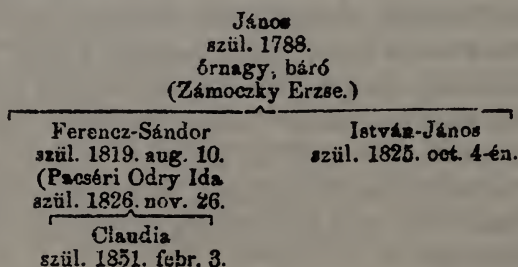 János
szül. 1788.
őrnagy, báró
(Zámoczky Erzse.)
Ferencz-Sándor
szül. 1819. aug. 10.
(Pacséri Odry Ida
szül. 1826. nov. 26.
István-János
szül. 1825. oct. 4-én.
Claudia
szül. 1851. febr. 3.